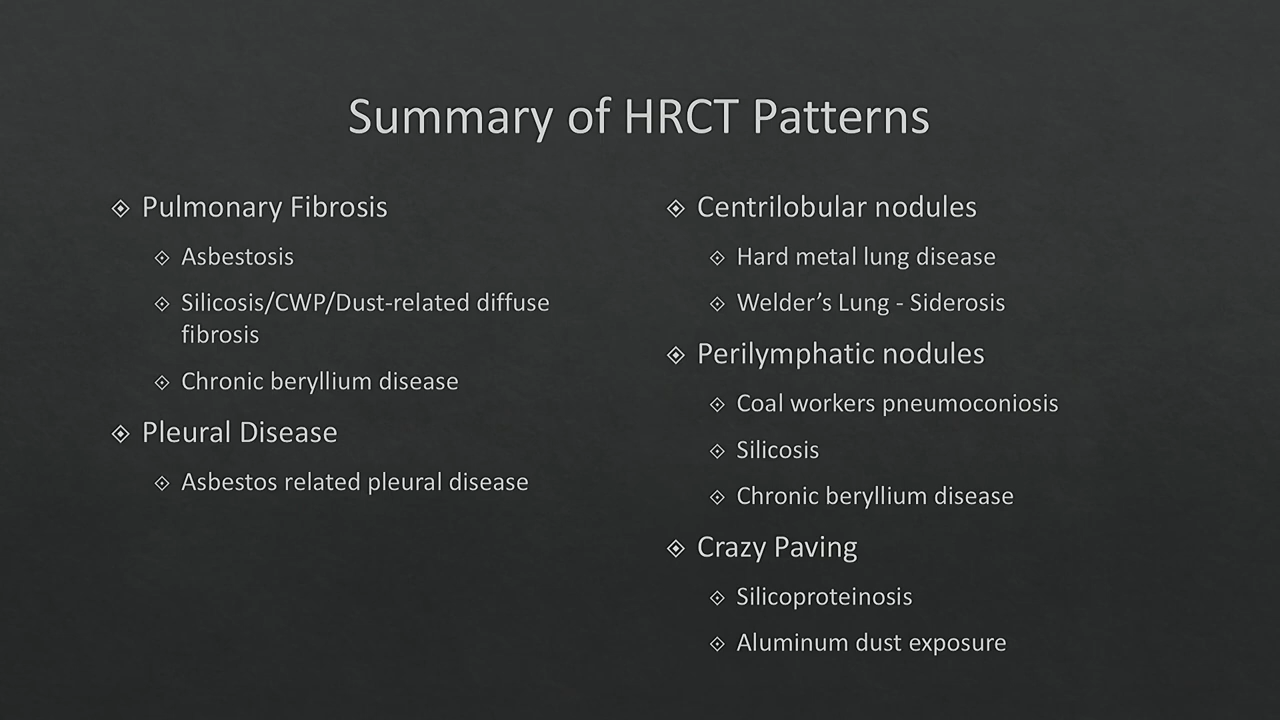 Summary of HRCT Patterns
Pulmonary Fibrosis
Asbestosis
Silicosis/CWP/Dust-related diffuse
fibrosis
Chronic beryllium disease
Pleural Disease
Asbestos related pleural disease
Centrilobular nodules
Hard metal lung disease
Welder’s Lung - Siderosis
Perilymphatic nodules
Coal workers pneumoconiosis
Silicosis
Chronic beryllium disease
Crazy Paving
Silicoproteinosis
Aluminum dust exposure